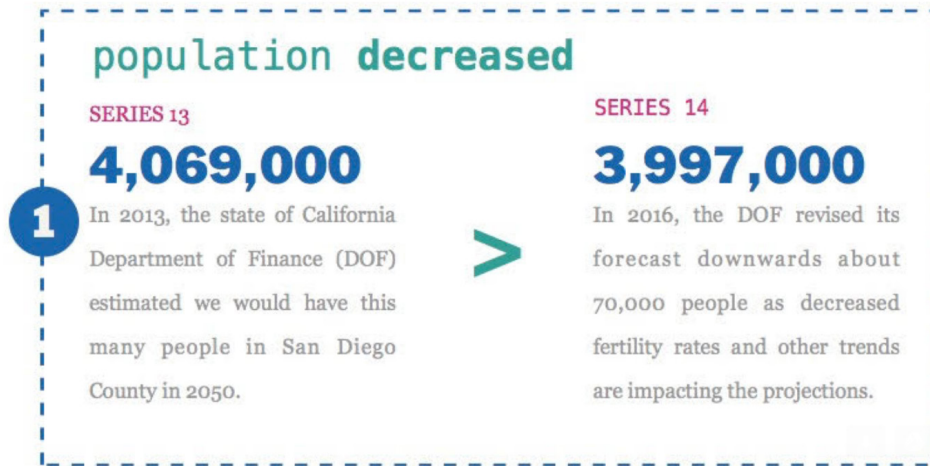 population decreased
SERIES 13
4,069,000
In 2013, the state of California
Department of Finance (DOF)
estimated we would have this
many people in San Diego
County in 2050.
1
>
SERIES 14
3,997,000
In 2016, the DOF revised its
forecast downwards about
70,000 people as decreased
fertility rates and other trends
are impacting the projections.